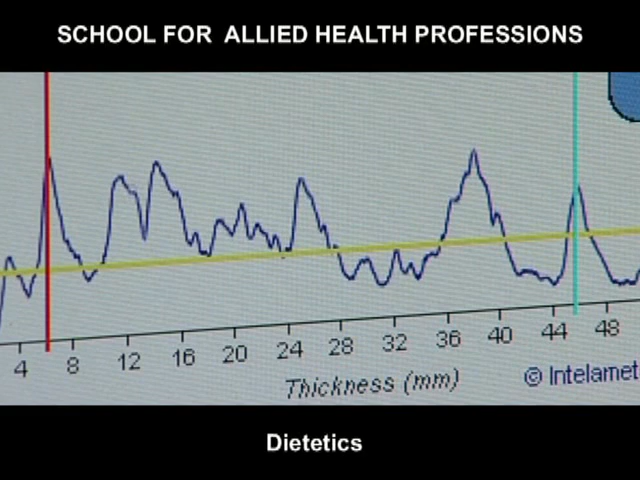 SCHOOL FOR ALLIED HEALTH PROFESSIONS
4 8 12 16 20 24 28 32 36 40 44 48
Thickness (mm)
© Intelamet
Dietetics